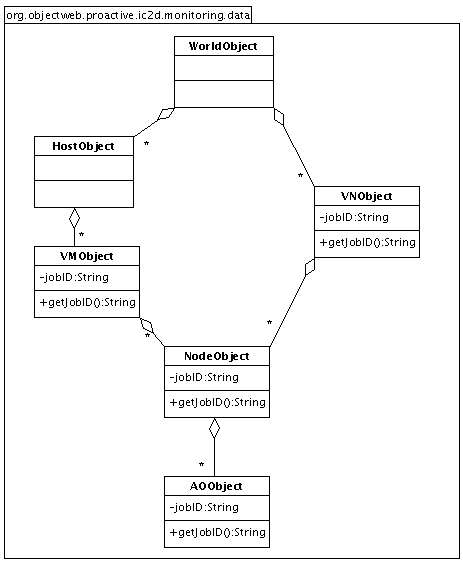 org.objectweb.proactive.ic2d.monitoring.data
WorldObject
*
HostObject
*
VNObject
-jobID:String
+getJobID():String
*
VMObject
-jobID:String
+getJobID():String
*
*
NodeObject
-jobID:String
+getJobID():String
*
AOObject
-jobID:String
+getJobID():String